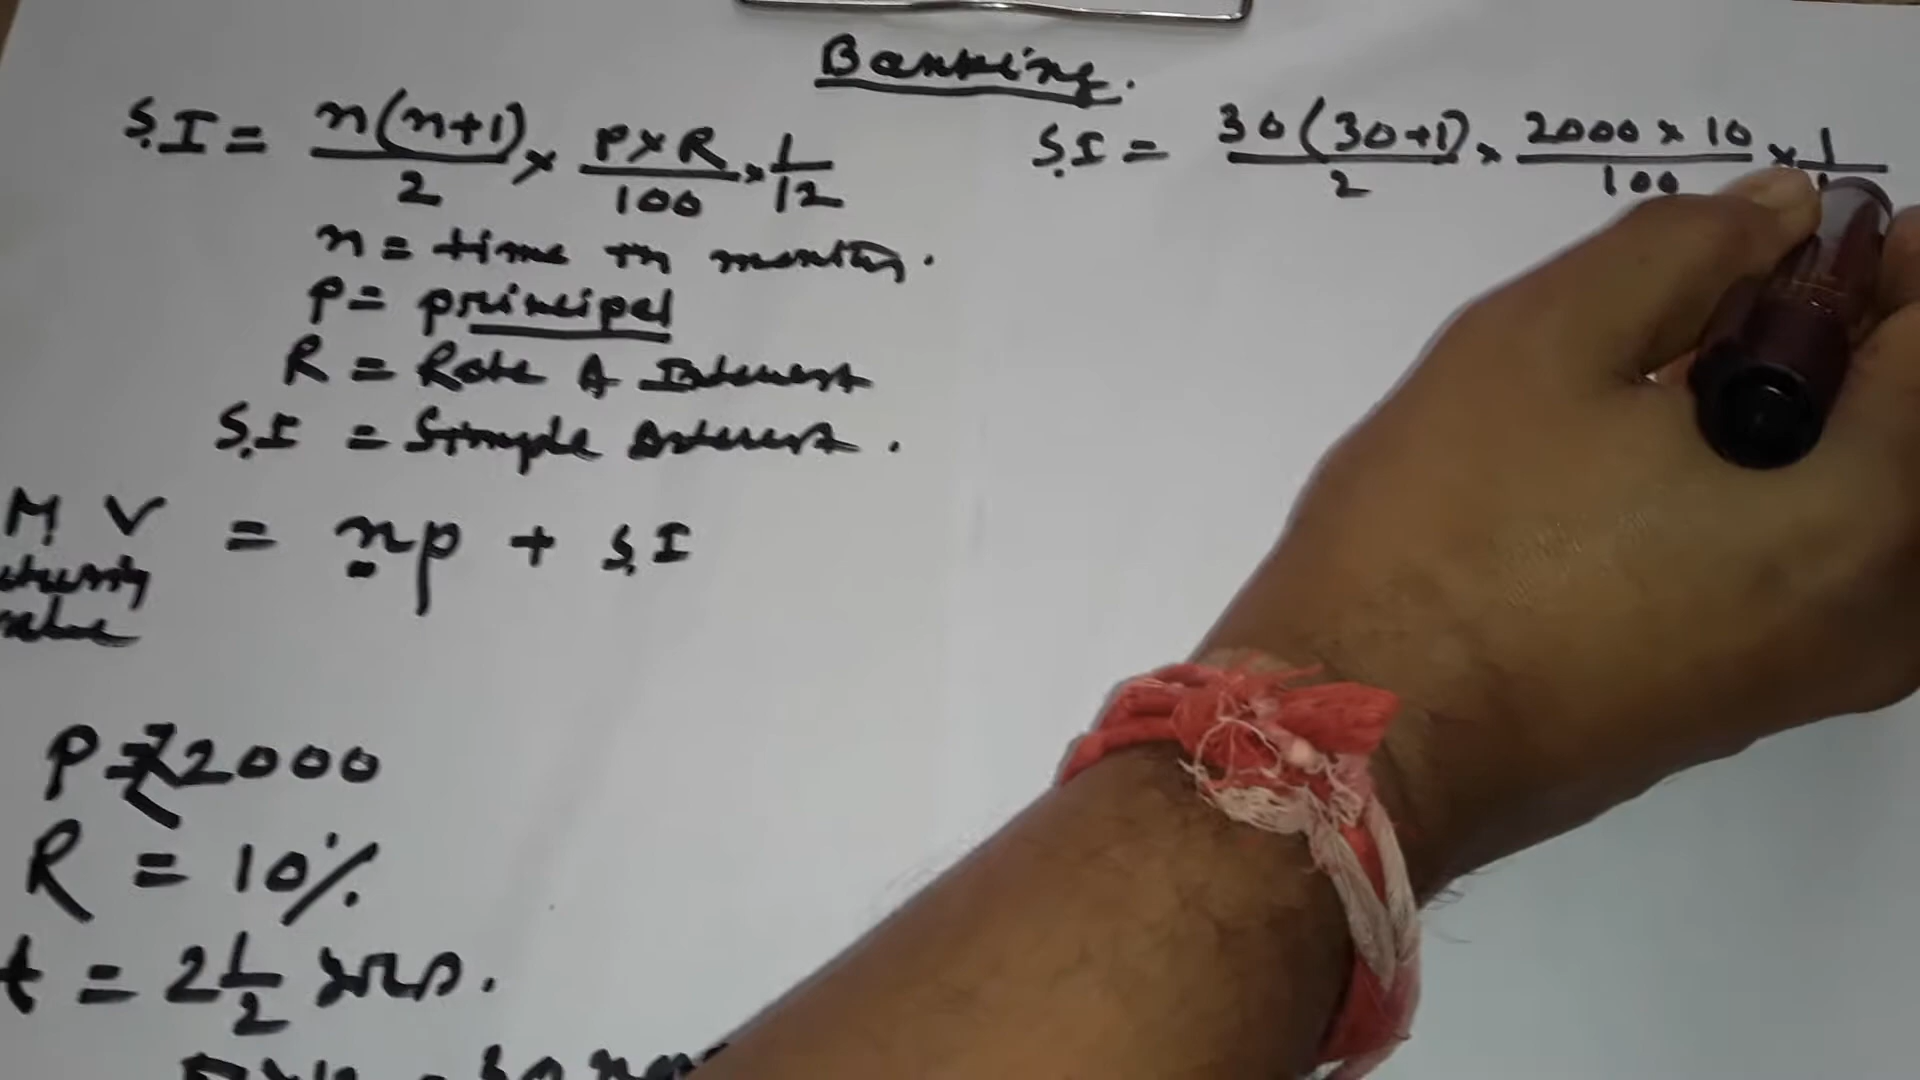 Banking.
S.I = n(n+1)/2 × P×R/100 × 1/12
n = time in months.
P = principal
R = Rate of Interest
S.I = Simple Interest.
M V = np + S.I
value
P = ₹2000
R = 10%
t = 2 1/2 yrs.
S.I = 30(30+1)/2 × 2000 × 10/100 × 1/